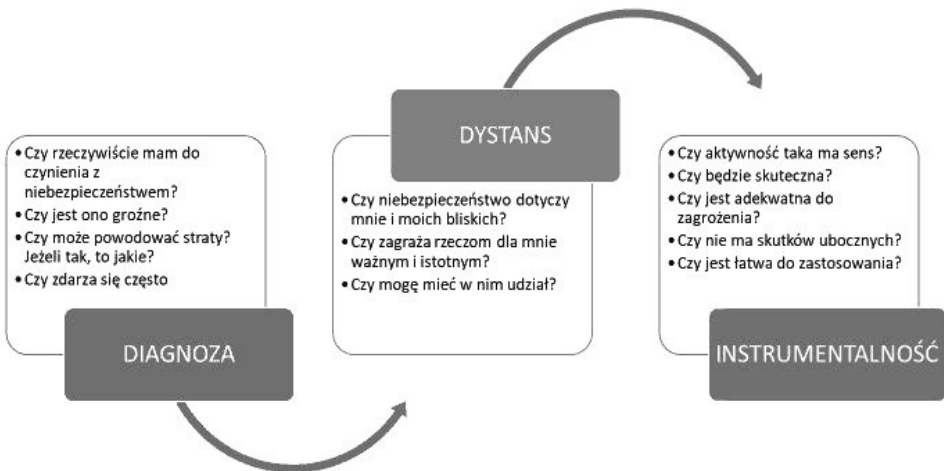 • Czy rzeczywiście mam do
czynienia z
niebezpieczeństwem?
• Czy jest ono groźne?
• Czy może powodować straty?
Jeżeli tak, to jakie?
• Czy zdarza się często
DIAGNOZA
DYSTANS
• Czy niebezpieczeństwo dotyczy
mnie i moich bliskich?
• Czy zagraża rzeczom dla mnie
ważnym i istotnym?
• Czy mogę mieć w nim udział?
• Czy aktywność taka ma sens?
• Czy będzie skuteczna?
• Czy jest adekwatna do
zagrożenia?
• Czy nie ma skutków ubocznych?
• Czy jest łatwa do zastosowania?
INSTRUMENTALNOŚĆ